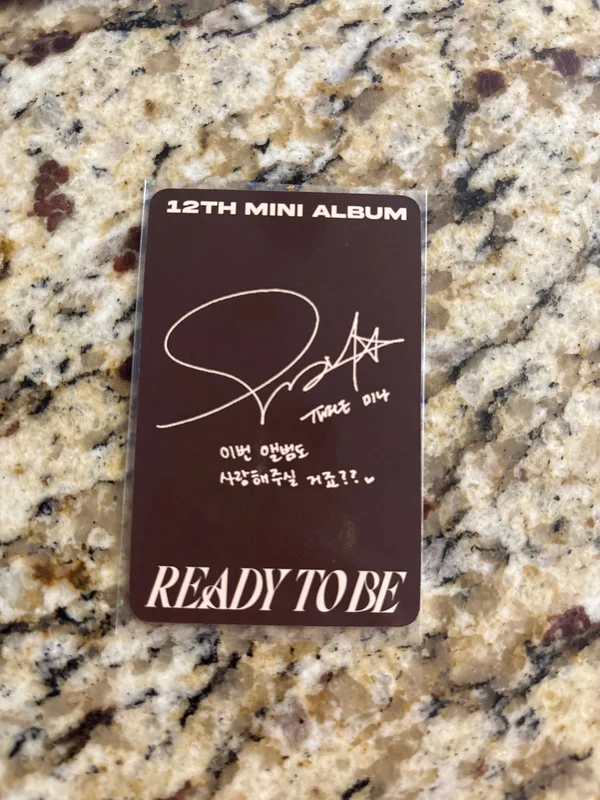 12TH MINI ALBUM
TWICE 미나
이번 앨범도
사랑해주실 거죠?? ♥
READY TO BE